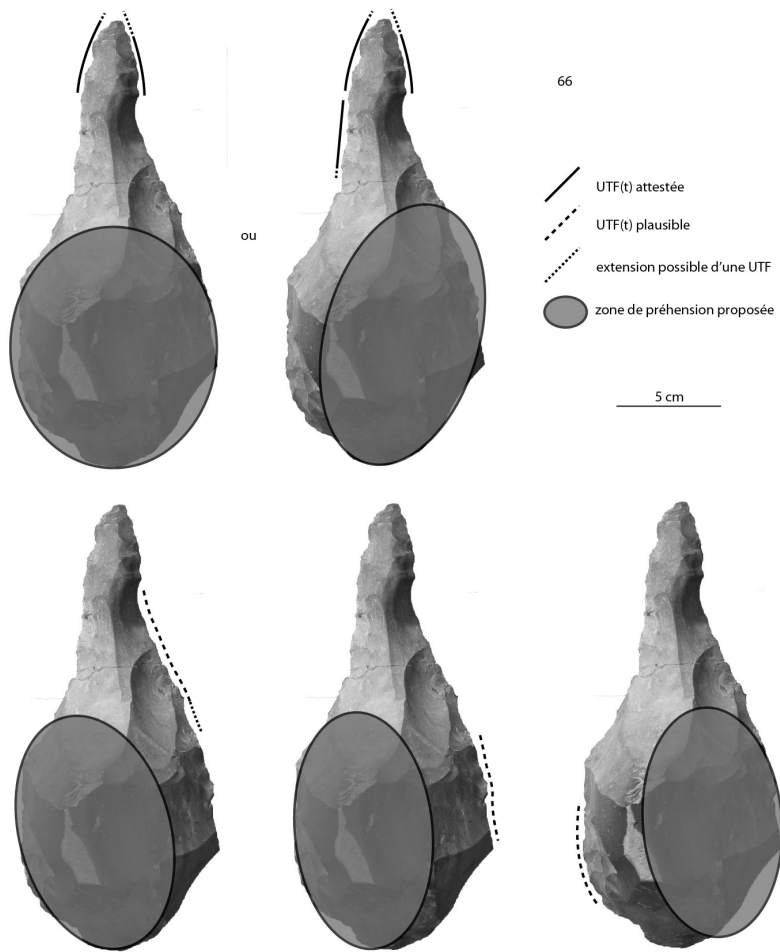 66
UTF(t) attestée
ou
UTF(t) plausible
extension possible d'une UTF
zone de préhension proposée
5 cm